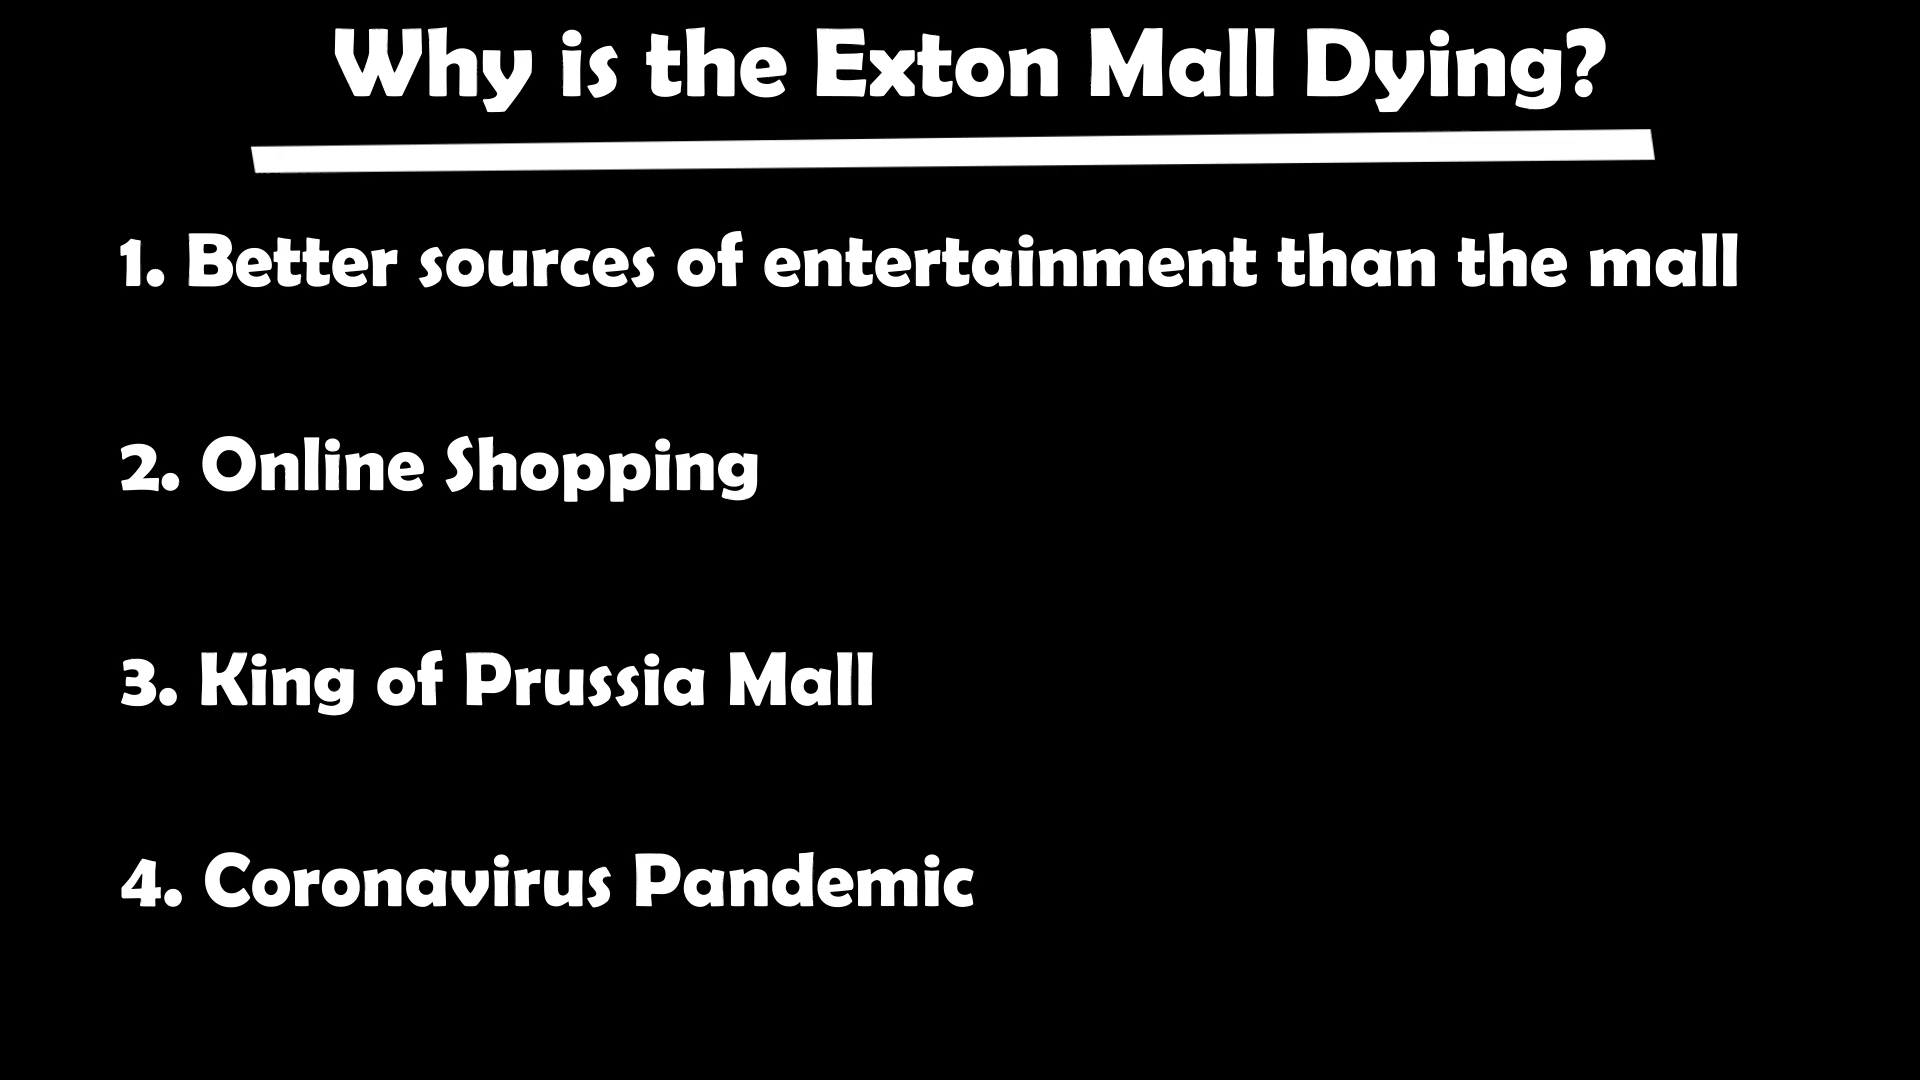 Why is the Exton Mall Dying?
1. Better sources of entertainment than the mall
2. Online Shopping
3. King of Prussia Mall
4. Coronavirus Pandemic